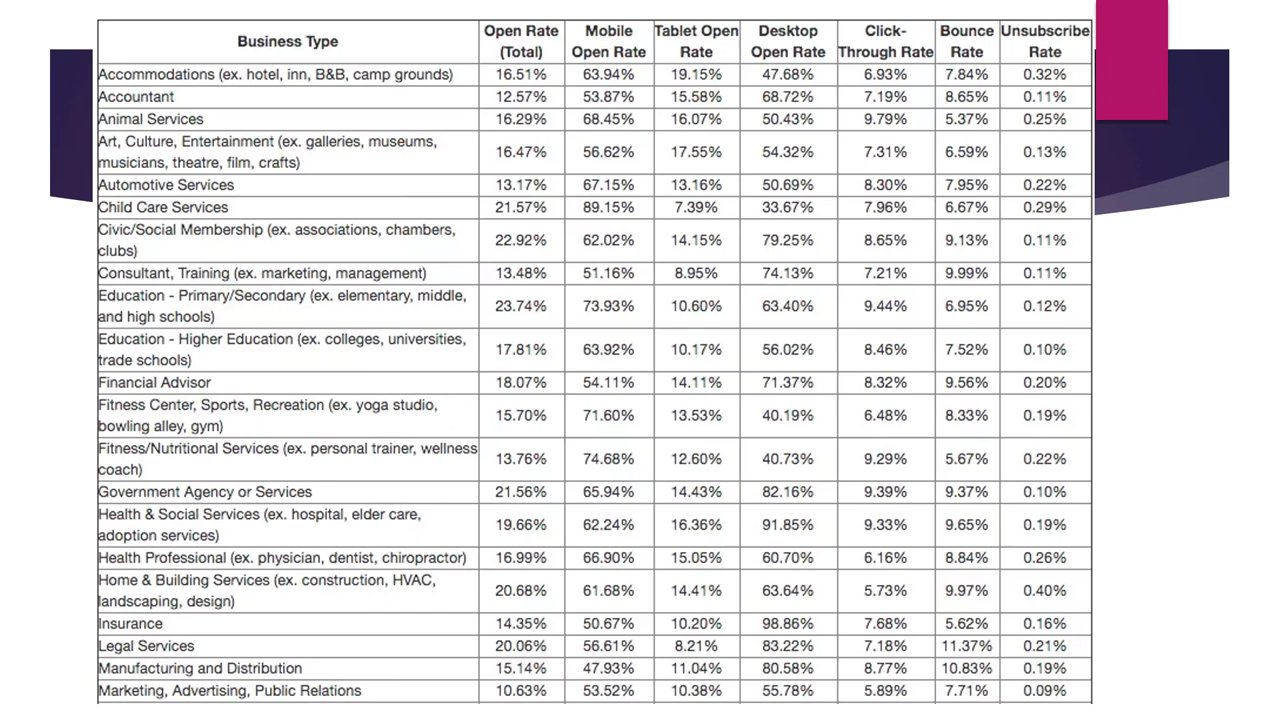 Business Type Open Rate (Total) Mobile Open Rate Tablet Open Rate Desktop Open Rate Click-Through Rate Bounce Rate Unsubscribe Rate
Accommodations (ex. hotel, inn, B&B, camp grounds) 16.51% 63.94% 19.15% 47.68% 6.93% 7.84% 0.32%
Accountant 12.57% 53.87% 15.58% 68.72% 7.19% 8.65% 0.11%
Animal Services 16.29% 68.45% 16.07% 50.43% 9.79% 5.37% 0.25%
Art, Culture, Entertainment (ex. galleries, museums,
musicians, theatre, film, crafts) 16.47% 56.62% 17.55% 54.32% 7.31% 6.59% 0.13%
Automotive Services 13.17% 67.15% 13.16% 50.69% 8.30% 7.95% 0.22%
Child Care Services 21.57% 89.15% 7.39% 33.67% 7.96% 6.67% 0.29%
Civic/Social Membership (ex. associations, chambers,
clubs) 22.92% 62.02% 14.15% 79.25% 8.65% 9.13% 0.11%
Consultant, Training (ex. marketing, management) 13.48% 51.16% 8.95% 74.13% 7.21% 9.99% 0.11%
Education - Primary/Secondary (ex. elementary, middle,
and high schools) 23.74% 73.93% 10.60% 63.40% 9.44% 6.95% 0.12%
Education - Higher Education (ex. colleges, universities,
trade schools) 17.81% 63.92% 10.17% 56.02% 8.46% 7.52% 0.10%
Financial Advisor 18.07% 54.11% 14.11% 71.37% 8.32% 9.56% 0.20%
Fitness Center, Sports, Recreation (ex. yoga studio,
bowling alley, gym) 15.70% 71.60% 13.53% 40.19% 6.48% 8.33% 0.19%
Fitness/Nutritional Services (ex. personal trainer, wellness
coach) 13.76% 74.68% 12.60% 40.73% 9.29% 5.67% 0.22%
Government Agency or Services 21.56% 65.94% 14.43% 82.16% 9.39% 9.37% 0.10%
Health & Social Services (ex. hospital, elder care,
adoption services) 19.66% 62.24% 16.36% 91.85% 9.33% 9.65% 0.19%
Health Professional (ex. physician, dentist, chiropractor) 16.99% 66.90% 15.05% 60.70% 6.16% 8.84% 0.26%
Home & Building Services (ex. construction, HVAC,
landscaping, design) 20.68% 61.68% 14.41% 63.64% 5.73% 9.97% 0.40%
Insurance 14.35% 50.67% 10.20% 98.86% 7.68% 5.62% 0.16%
Legal Services 20.06% 56.61% 8.21% 83.22% 7.18% 11.37% 0.21%
Manufacturing and Distribution 15.14% 47.93% 11.04% 80.58% 8.77% 10.83% 0.19%
Marketing, Advertising, Public Relations 10.63% 53.52% 10.38% 55.78% 5.89% 7.71% 0.09%